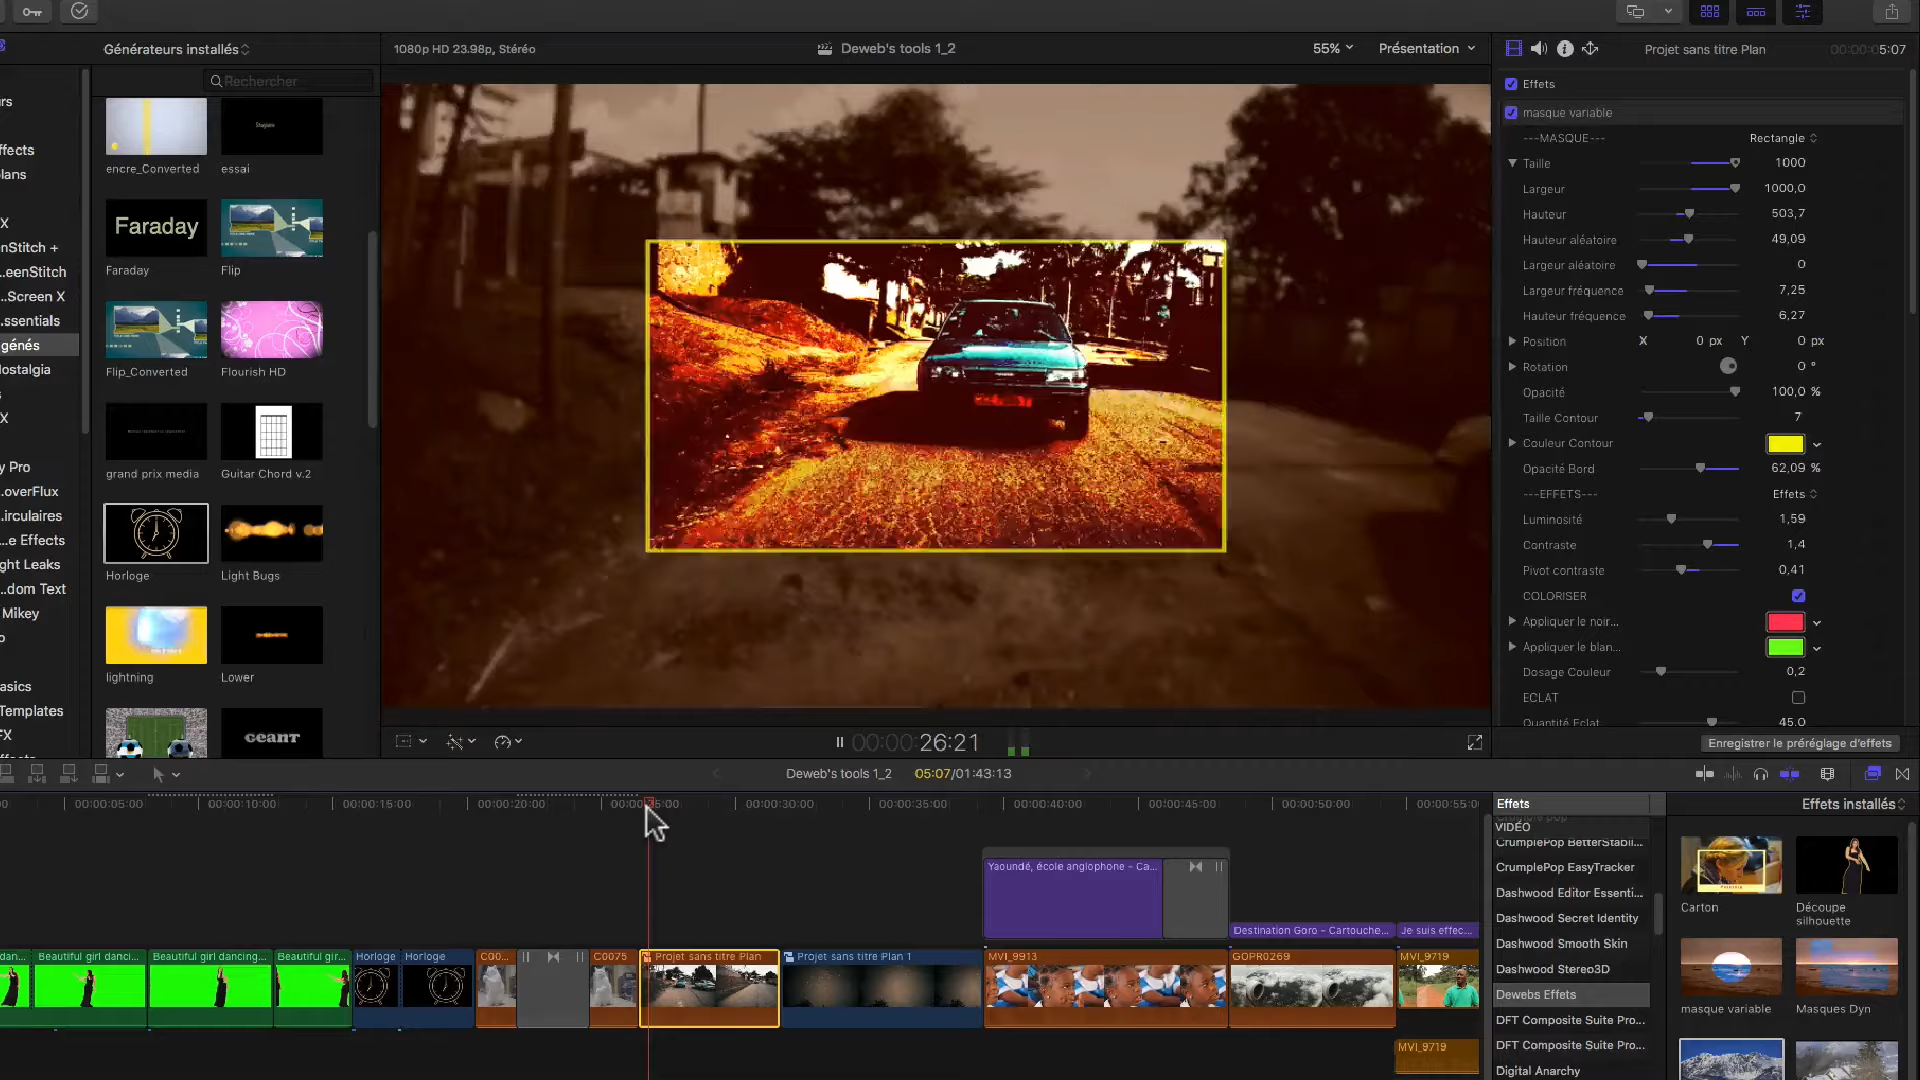 Générateurs installés
Rechercher
encre_Converted
essai
Faraday
Faraday
Flip
Flip_Converted
Flourish HD
grand prix media
Guitar Chord v.2
Horloge
Light Bugs
lightning
Lower
GEANT
ffects
plans
X
enStitch +
...eenStitch
...Screen X
...ssentials
génés
lostalgia
X
y Pro
...overFlux
...irculaires
...e Effects
ght Leaks
...dom Text
Mikey
asics
Templates
FX
1080p HD 23.98p, Stéréo
Deweb's tools 1_2
55%
Présentation
00:00:26:21
Projet sans titre Plan
00:00:05:07
Effets
masque variable
---MASQUE---
Rectangle
Taille
1000
Largeur
1000,0
Hauteur
503,7
Hauteur aléatoire
49,09
Largeur aléatoire
0
Largeur fréquence
7,25
Hauteur fréquence
6,27
Position
X
0 px
Y
0 px
Rotation
0 °
Opacité
100,0 %
Taille Contour
7
Couleur Contour
Opacité Bord
62,09 %
---EFFETS---
Effets
Luminosité
1,59
Contraste
1,4
Pivot contraste
0,41
COLORISER
Appliquer le noir...
Appliquer le blan...
Dosage Couleur
0,2
ECLAT
Quantité Eclat
45,0
Enregistrer le préréglage d'effets
Deweb's tools 1_2
05:07/01:43:13
00:00:05:00
00:00:10:00
00:00:15:00
00:00:20:00
00:00:25:00
00:00:30:00
00:00:35:00
00:00:40:00
00:00:45:00
00:00:50:00
00:00:55:0
Yaoundé, école anglophone - Ca...
Destination Goro - Cartouche...
Je suis effec...
dan...
Beautiful girl danci...
Beautiful girl dancing...
Beautiful gir...
Horloge
Horloge
C00...
C0075
Projet sans titre Plan
Projet sans titre Plan 1
MVI_9913
GOPR0269
MVI_9719
MVI_9719
Effets
VIDÉO
CrumplePop BetterStabil...
CrumplePop EasyTracker
Dashwood Editor Essenti...
Dashwood Secret Identity
Dashwood Smooth Skin
Dashwood Stereo3D
Dewebs Effets
DFT Composite Suite Pro...
DFT Composite Suite Pro...
Digital Anarchy
Effets installés
Carton
Découpe
silhouette
masque variable
Masques Dyn